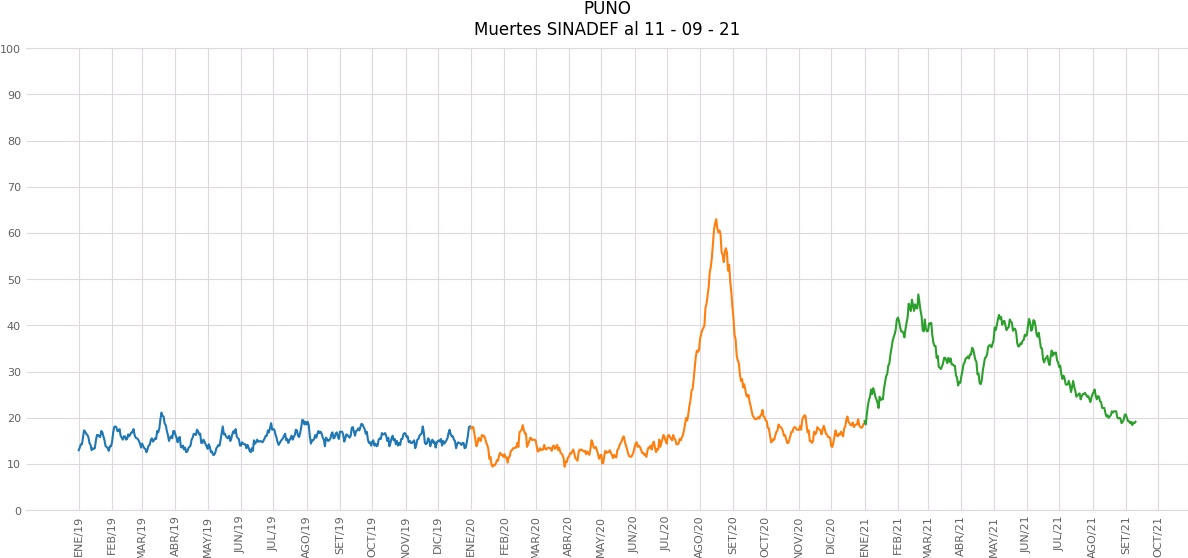 PUNO
Muertes SINADEF al 11 - 09 - 21
100
90
80
70
60
50
40
30
20
10
0
ENE/19
FEB/19
MAR/19
ABR/19
MAY/19
JUN/19
JUL/19
AGO/19
SET/19
OCT/19
NOV/19
DIC/19
ENE/20
FEB/20
MAR/20
ABR/20
MAY/20
JUN/20
JUL/20
AGO/20
SET/20
OCT/20
NOV/20
DIC/20
ENE/21
FEB/21
MAR/21
ABR/21
MAY/21
JUN/21
JUL/21
AGO/21
SET/21
OCT/21